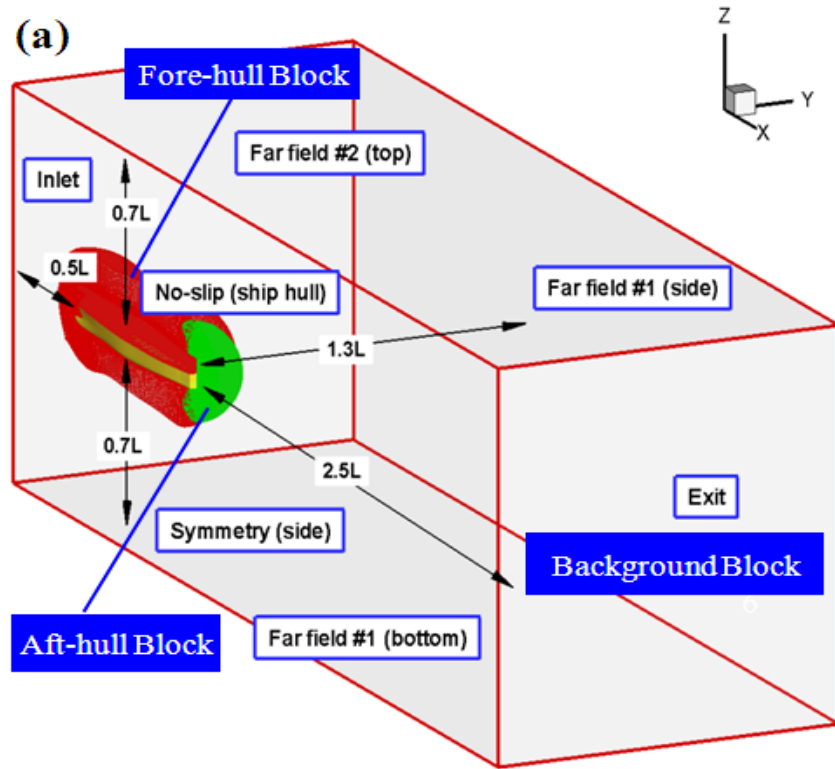 (a)
Z
Y
X
Fore-hull Block
Far field #2 (top)
Inlet
0.7L
0.5L
No-slip (ship hull)
Far field #1 (side)
1.3L
0.7L
2.5L
Exit
Symmetry (side)
Background Block
6
Aft-hull Block
Far field #1 (bottom)